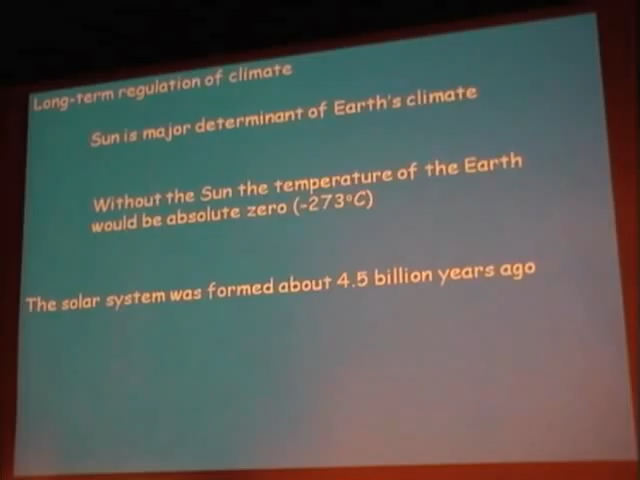 Long-term regulation of climate
Sun is major determinant of Earth's climate
Without the Sun the temperature of the Earth
would be absolute zero (-273°C)
The solar system was formed about 4.5 billion years ago